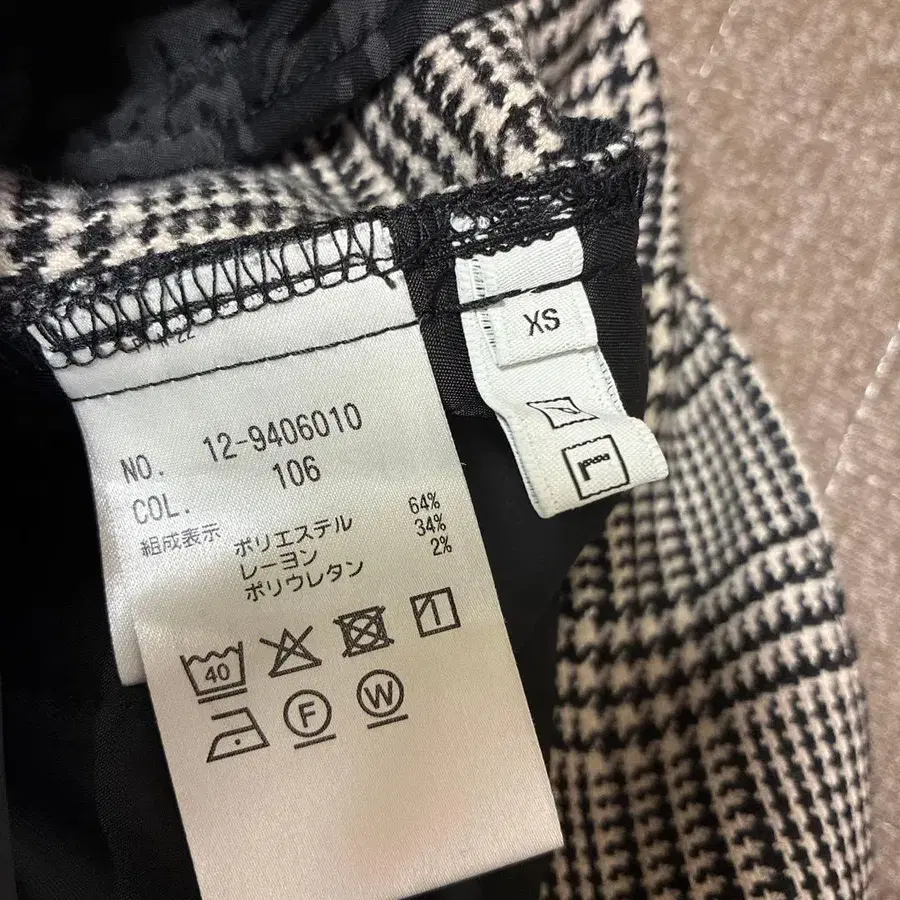 NO. 12-9406010
COL. 106
組成表示 ポリエステル 64%
レーヨン 34%
ポリウレタン 2%
40
F W
XS